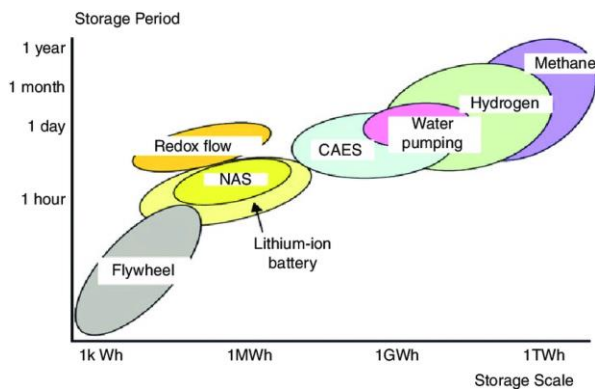 Storage Period
1 year
1 month
1 day
1 hour
Methane
Hydrogen
Water
pumping
CAES
Redox flow
NAS
Lithium-ion
battery
Flywheel
1k Wh
1MWh
1GWh
1TWh
Storage Scale